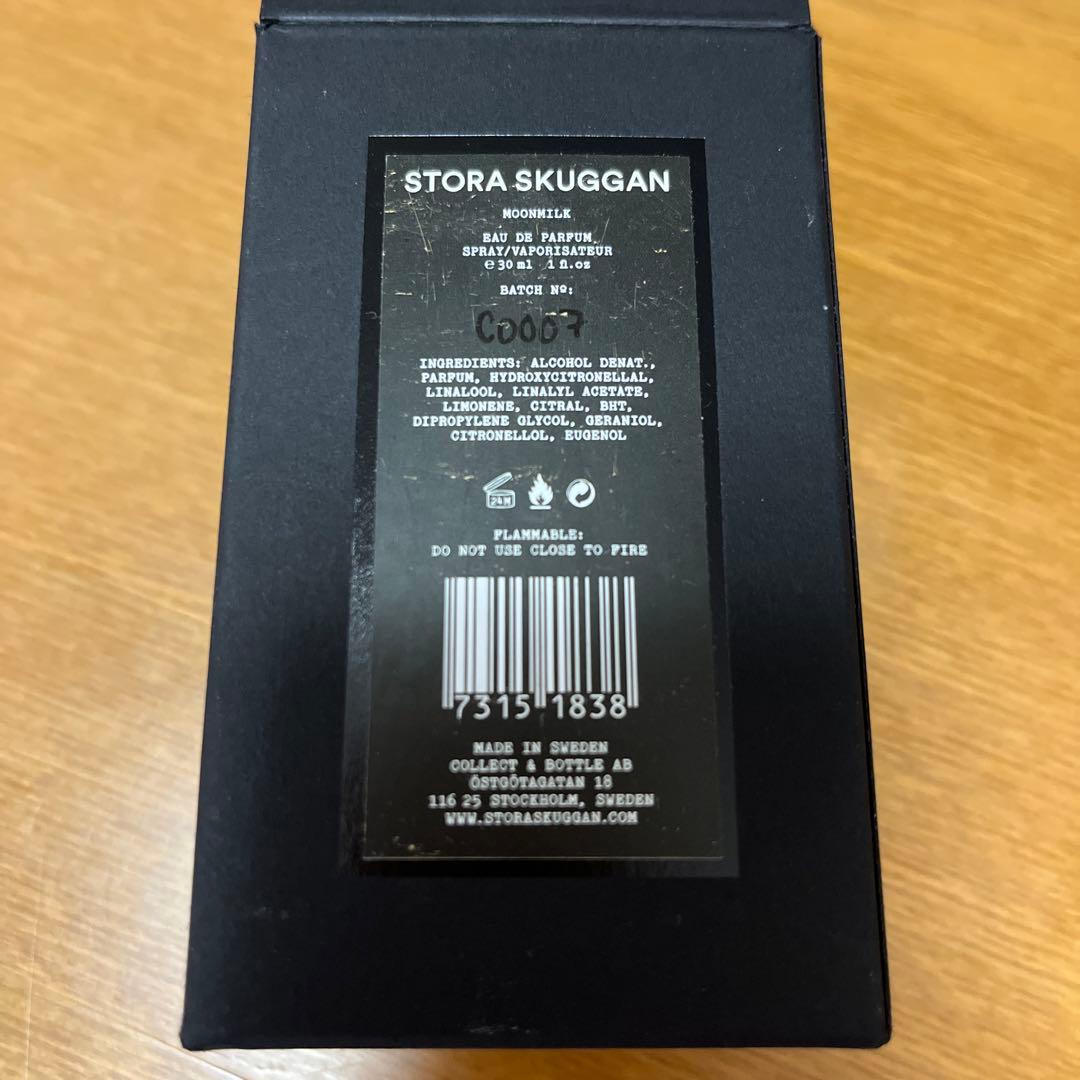 STORA SKUGGAN
MOONMILK
EAU DE PARFUM
SPRAY/VAPORISATEUR
℮ 30 ml 1 fl.oz
BATCH Nº:
C0007
INGREDIENTS: ALCOHOL DENAT.,
PARFUM, HYDROXYCITRONELLAL,
LINALOOL, LINALYL ACETATE,
LIMONENE, CITRAL, BHT,
DIPROPYLENE GLYCOL, GERANIOL,
CITRONELLOL, EUGENOL
24M
FLAMMABLE:
DO NOT USE CLOSE TO FIRE
7315 1838
MADE IN SWEDEN
COLLECT & BOTTLE AB
ÖSTGÖTAGATAN 18
116 25 STOCKHOLM, SWEDEN
WWW.STORASKUGGAN.COM